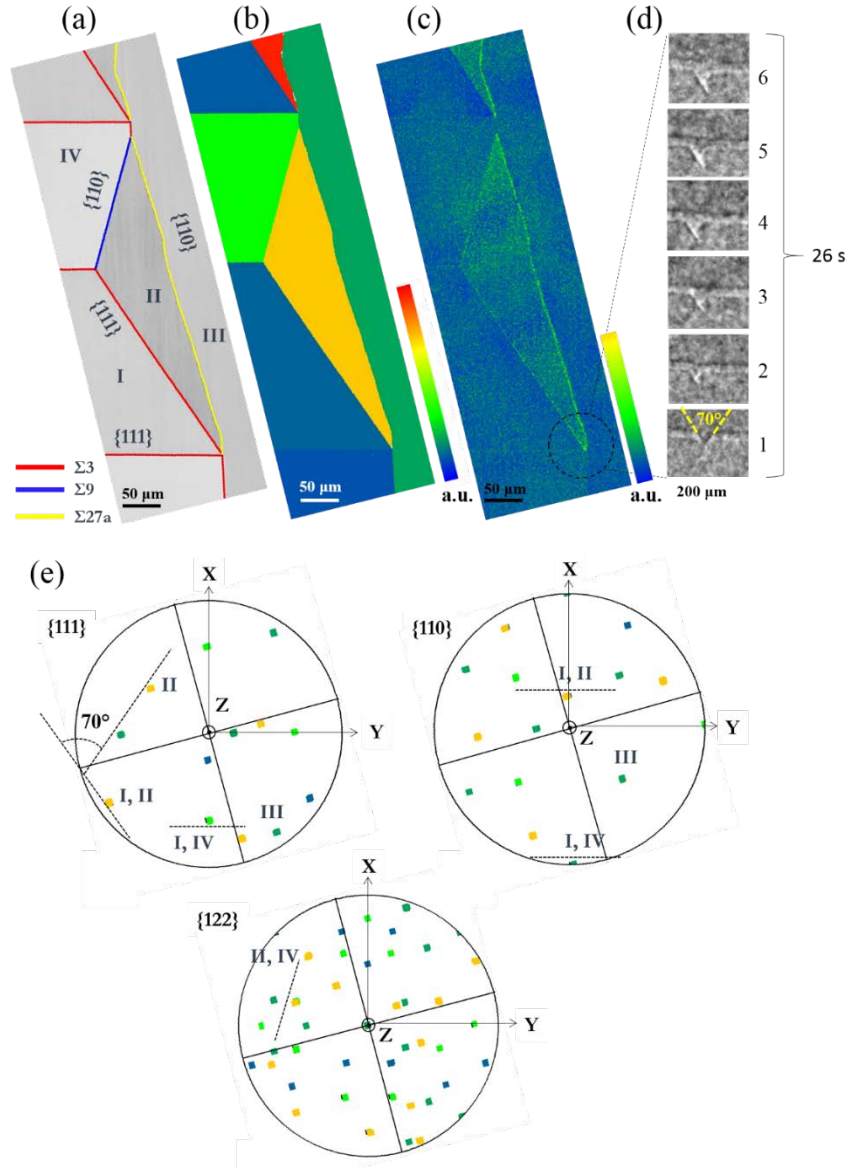 (a) (b) (c) (d)
6
5
4
3
2
1
26 s
70°
200 µm
IV
{110}
{110}
II
{111}
III
I
{111}
Σ3
Σ9
Σ27a
50 µm
50 µm
a.u.
50 µm
a.u.
(e)
X
{111}
II
70°
Z
Y
I, II
III
I, IV
X
{110}
I, II
Z
Y
III
I, IV
X
{122}
II, IV
Z
Y